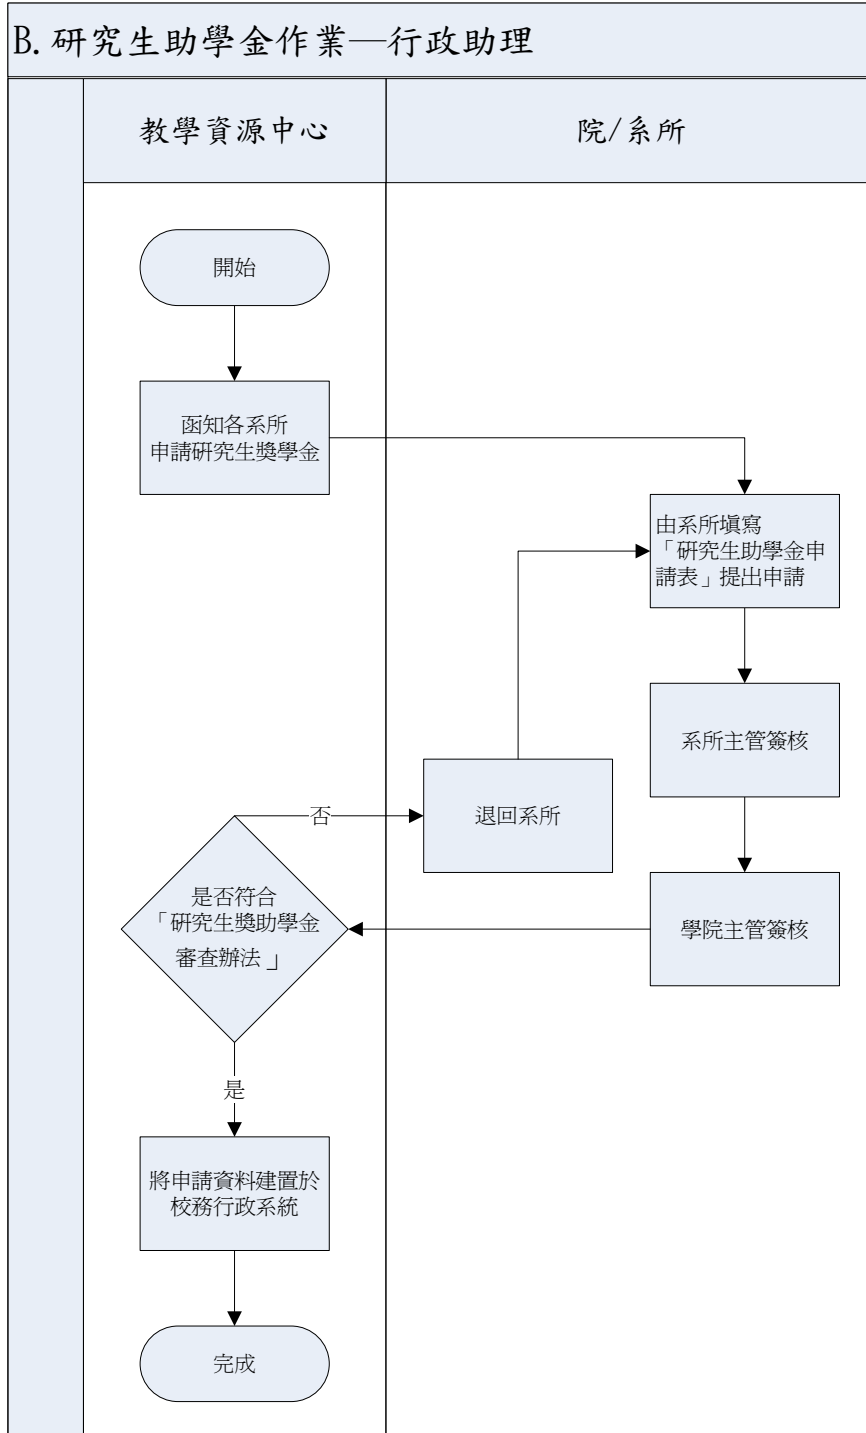 B. 研究生助學金作業—行政助理
教學資源中心
院/系所
開始
函知各系所
申請研究生獎學金
由系所填寫
「研究生助學金申
請表」提出申請
系所主管簽核
退回系所
否
是否符合
「研究生獎助學金
審查辦法」
學院主管簽核
是
將申請資料建置於
校務行政系統
完成